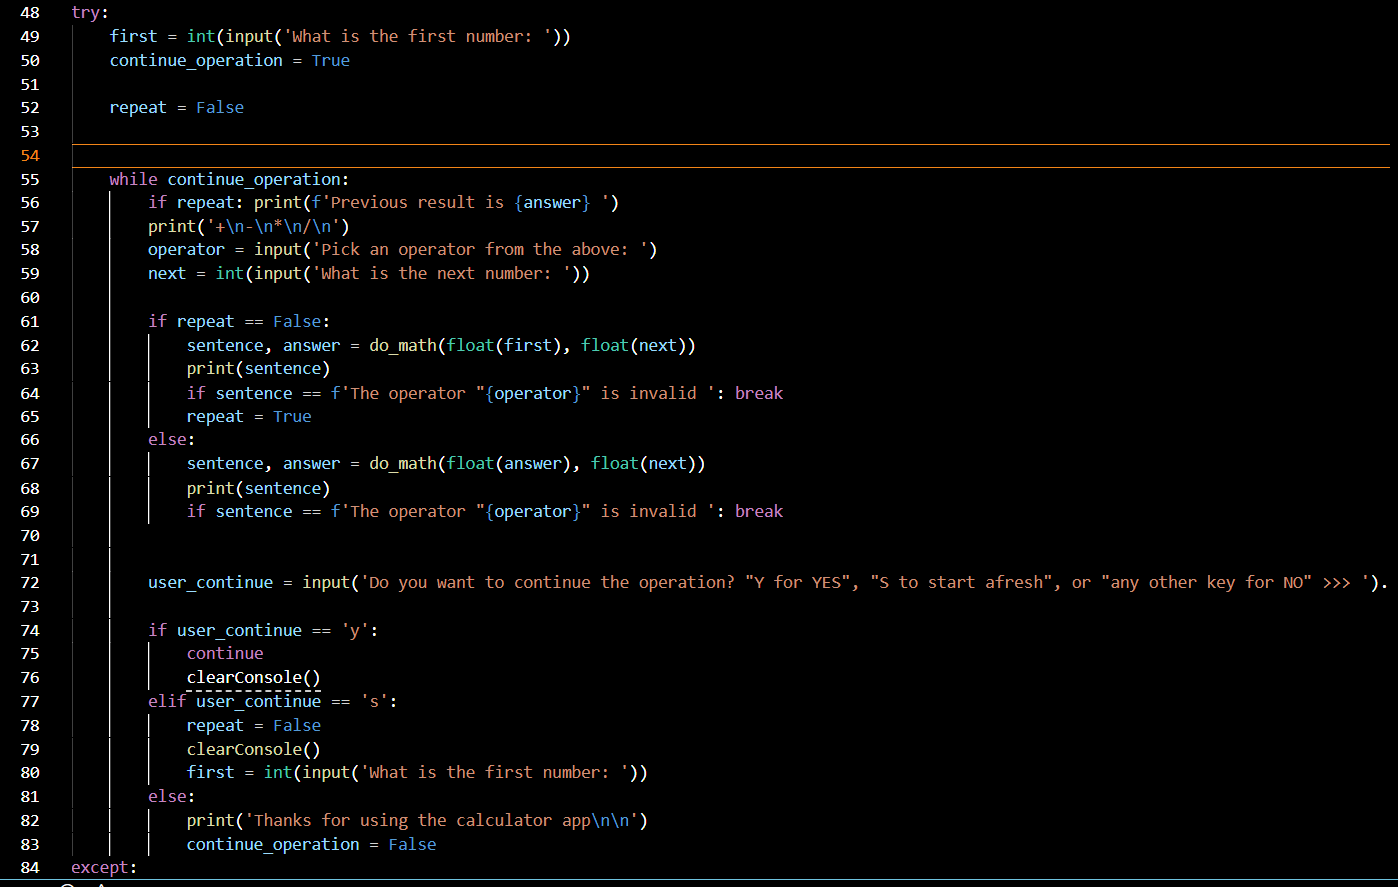 48 try:
49     first = int(input('What is the first number: '))
50     continue_operation = True
51
52     repeat = False
53
54
55     while continue_operation:
56         if repeat: print(f'Previous result is {answer} ')
57         print('+\n-\n*\n/\n')
58         operator = input('Pick an operator from the above: ')
59         next = int(input('What is the next number: '))
60
61         if repeat == False:
62             sentence, answer = do_math(float(first), float(next))
63             print(sentence)
64             if sentence == f'The operator "{operator}" is invalid ': break
65             repeat = True
66         else:
67             sentence, answer = do_math(float(answer), float(next))
68             print(sentence)
69             if sentence == f'The operator "{operator}" is invalid ': break
70
71
72         user_continue = input('Do you want to continue the operation? "Y for YES", "S to start afresh", or "any other key for NO" >>> ').
73
74         if user_continue == 'y':
75             continue
76             clearConsole()
77         elif user_continue == 's':
78             repeat = False
79             clearConsole()
80             first = int(input('What is the first number: '))
81         else:
82             print('Thanks for using the calculator app\n\n')
83             continue_operation = False
84 except: